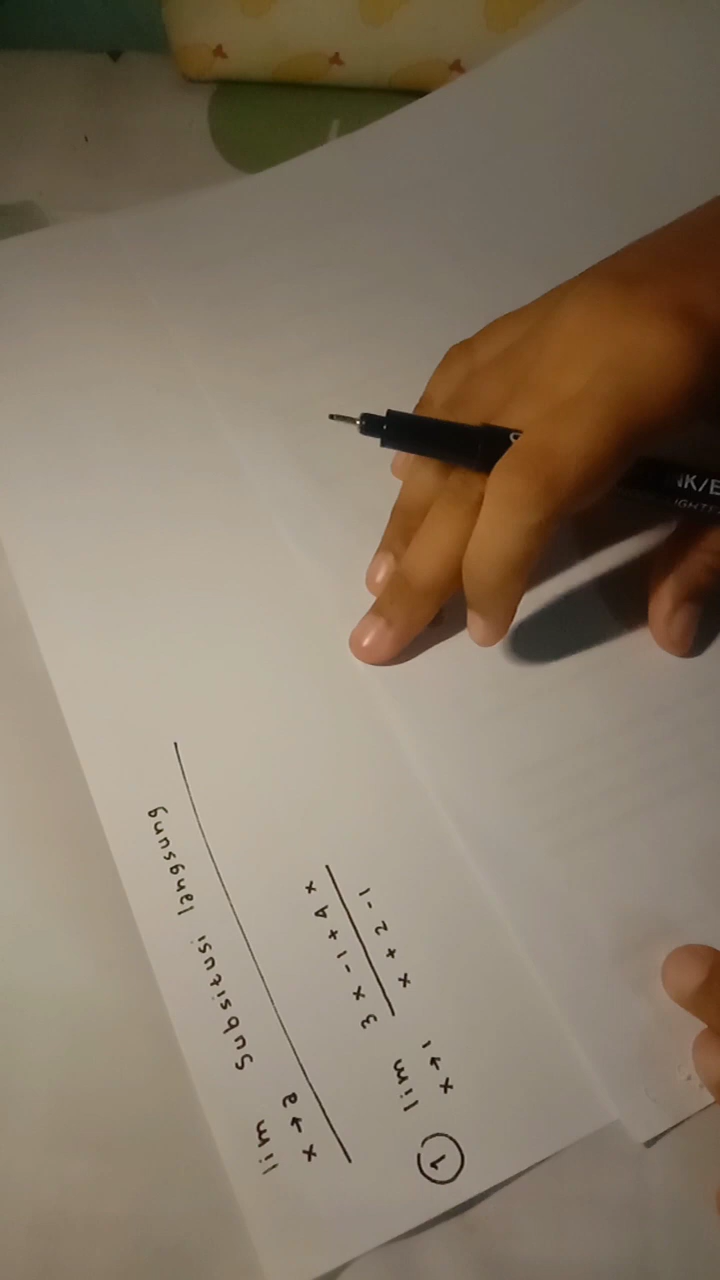 lim Subsitusi langsung
x → a
① lim 3x - 1 + 4x
x → 1 x + 2 - 1